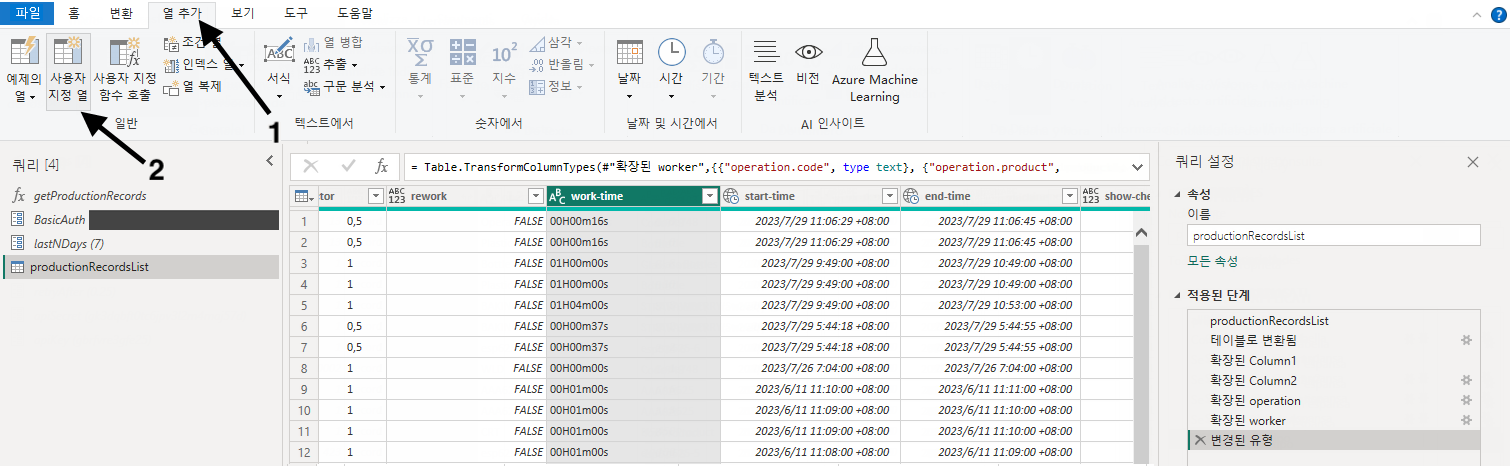 파일 홈 변환 열 추가 보기 도구 도움말
예제의 열
사용자 지정 열
사용자 지정 함수 호출
조건 열
인덱스 열
열 복제
일반
서식
열 병합
추출
구문 분석
텍스트에서
통계
표준
지수
삼각
반올림
정보
숫자에서
날짜
시간
기간
날짜 및 시간에서
텍스트 분석
비전
Azure Machine Learning
AI 인사이트
1
2
쿼리 [4]
getProductionRecords
BasicAuth
lastNDays (7)
productionRecordsList
= Table.TransformColumnTypes(#"확장된 worker",{{"operation.code", type text}, {"operation.product",
tor rework work-time start-time end-time show-che
1 0,5 FALSE 00H00m16s 2023/7/29 11:06:29 +08:00 2023/7/29 11:06:45 +08:00
2 0,5 FALSE 00H00m16s 2023/7/29 11:06:29 +08:00 2023/7/29 11:06:45 +08:00
3 1 FALSE 01H00m00s 2023/7/29 9:49:00 +08:00 2023/7/29 10:49:00 +08:00
4 1 FALSE 01H00m00s 2023/7/29 9:49:00 +08:00 2023/7/29 10:49:00 +08:00
5 1 FALSE 01H04m00s 2023/7/29 9:49:00 +08:00 2023/7/29 10:53:00 +08:00
6 0,5 FALSE 00H00m37s 2023/7/29 5:44:18 +08:00 2023/7/29 5:44:55 +08:00
7 0,5 FALSE 00H00m37s 2023/7/29 5:44:18 +08:00 2023/7/29 5:44:55 +08:00
8 1 FALSE 00H00m00s 2023/7/26 7:04:00 +08:00 2023/7/26 7:04:00 +08:00
9 1 FALSE 00H01m00s 2023/6/11 11:10:00 +08:00 2023/6/11 11:11:00 +08:00
10 1 FALSE 00H01m00s 2023/6/11 11:09:00 +08:00 2023/6/11 11:10:00 +08:00
11 1 FALSE 00H01m00s 2023/6/11 11:09:00 +08:00 2023/6/11 11:10:00 +08:00
12 1 FALSE 00H01m00s 2023/6/11 11:08:00 +08:00 2023/6/11 11:09:00 +08:00
쿼리 설정
속성
이름
productionRecordsList
모든 속성
적용된 단계
productionRecordsList
테이블로 변환됨
확장된 Column1
확장된 Column2
확장된 operation
확장된 worker
변경된 유형